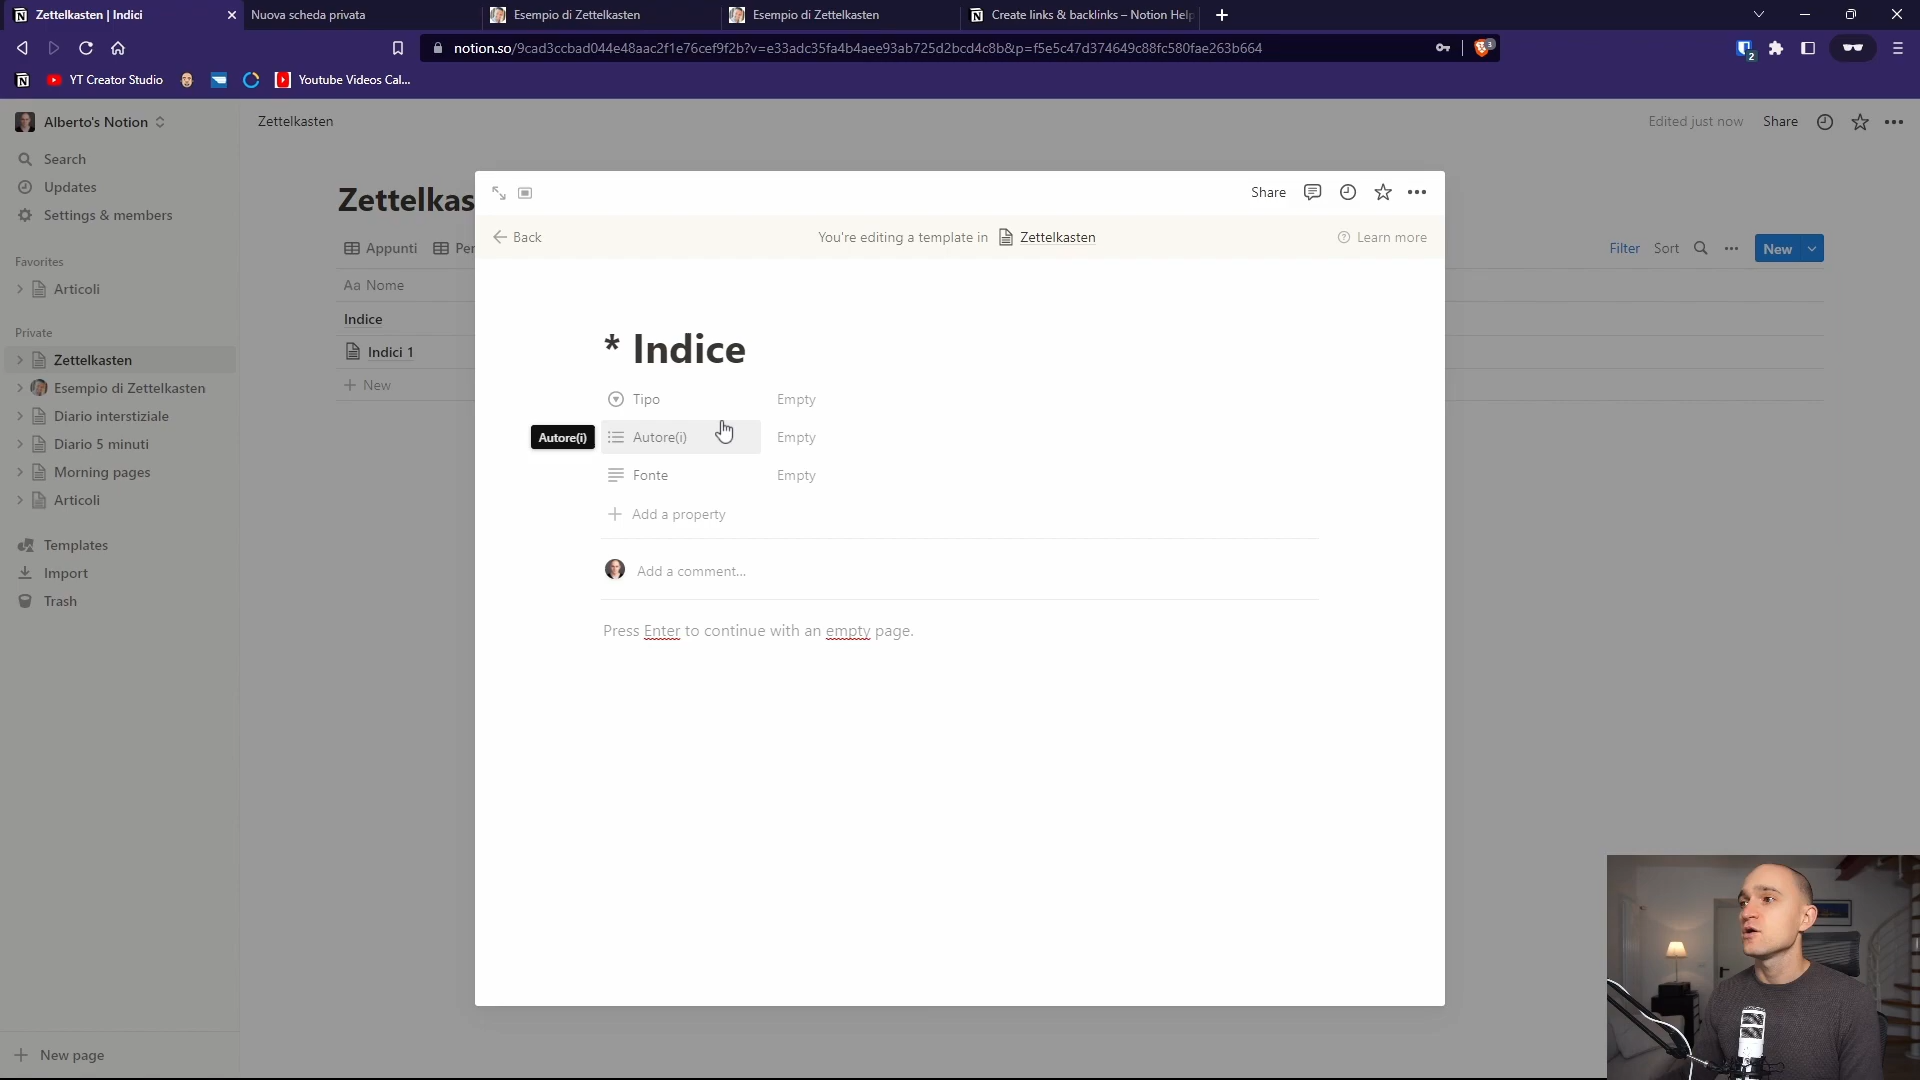 Zettelkasten | Indici
Nuova scheda privata
Esempio di Zettelkasten
Esempio di Zettelkasten
Create links & backlinks – Notion Help
notion.so/9cad3ccbad044e48aac2f1e76cef9f2b?v=e33adc35fa4b4aee93ab725d2bcd4c8b&p=f5e5c47d374649c88fc580fae263b664
3
2
YT Creator Studio
Youtube Videos Cal...
Alberto's Notion
Zettelkasten
Edited just now
Share
Search
Updates
Settings & members
Favorites
Articoli
Private
Zettelkasten
Esempio di Zettelkasten
Diario interstiziale
Diario 5 minuti
Morning pages
Articoli
Templates
Import
Trash
New page
Zettelkas
Appunti
Per
Filter
Sort
New
Aa Nome
Indice
Indici 1
+ New
Share
Back
You're editing a template in Zettelkasten
Learn more
* Indice
Tipo
Empty
Autore(i)
Autore(i)
Empty
Fonte
Empty
+ Add a property
Add a comment...
Press Enter to continue with an empty page.